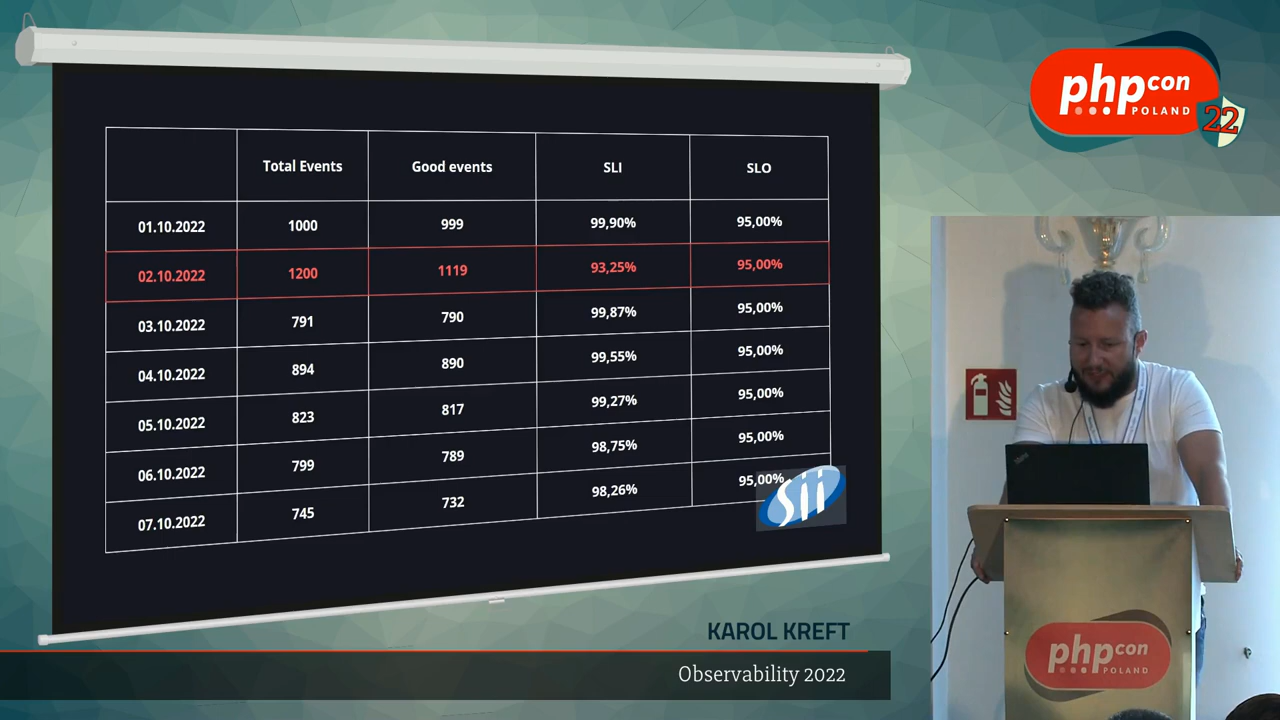 php con
POLAND
22
Total Events Good events SLI SLO
01.10.2022 1000 999 99,90% 95,00%
02.10.2022 1200 1119 93,25% 95,00%
03.10.2022 791 790 99,87% 95,00%
04.10.2022 894 890 99,55% 95,00%
05.10.2022 823 817 99,27% 95,00%
06.10.2022 799 789 98,75% 95,00%
07.10.2022 745 732 98,26% 95,00%
Sii
KAROL KREFT
Observability 2022
php con
POLAND